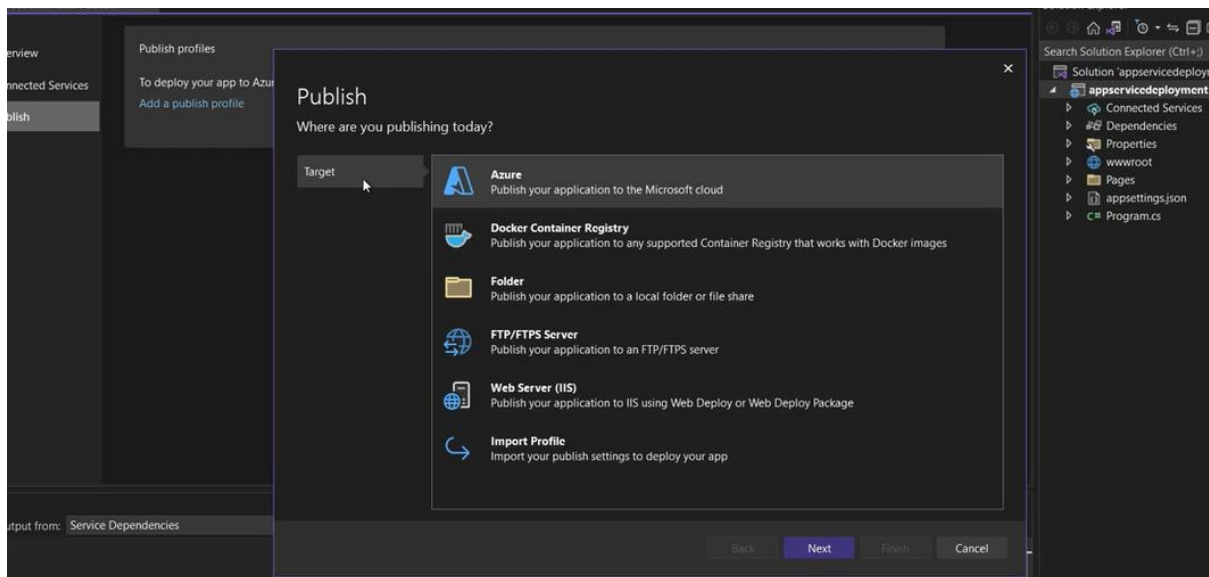 erview
nnected Services
blish
Publish profiles
To deploy your app to Azu
Add a publish profile
Publish
Where are you publishing today?
Target
Azure
Publish your application to the Microsoft cloud
Docker Container Registry
Publish your application to any supported Container Registry that works with Docker images
Folder
Publish your application to a local folder or file share
FTP/FTPS Server
Publish your application to an FTP/FTPS server
Web Server (IIS)
Publish your application to IIS using Web Deploy or Web Deploy Package
Import Profile
Import your publish settings to deploy your app
Back
Next
Finish
Cancel
utput from: Service Dependencies
Search Solution Explorer (Ctrl+;)
Solution 'appservicedeploy
appservicedeployment
Connected Services
Dependencies
Properties
wwwroot
Pages
appsettings.json
C# Program.cs